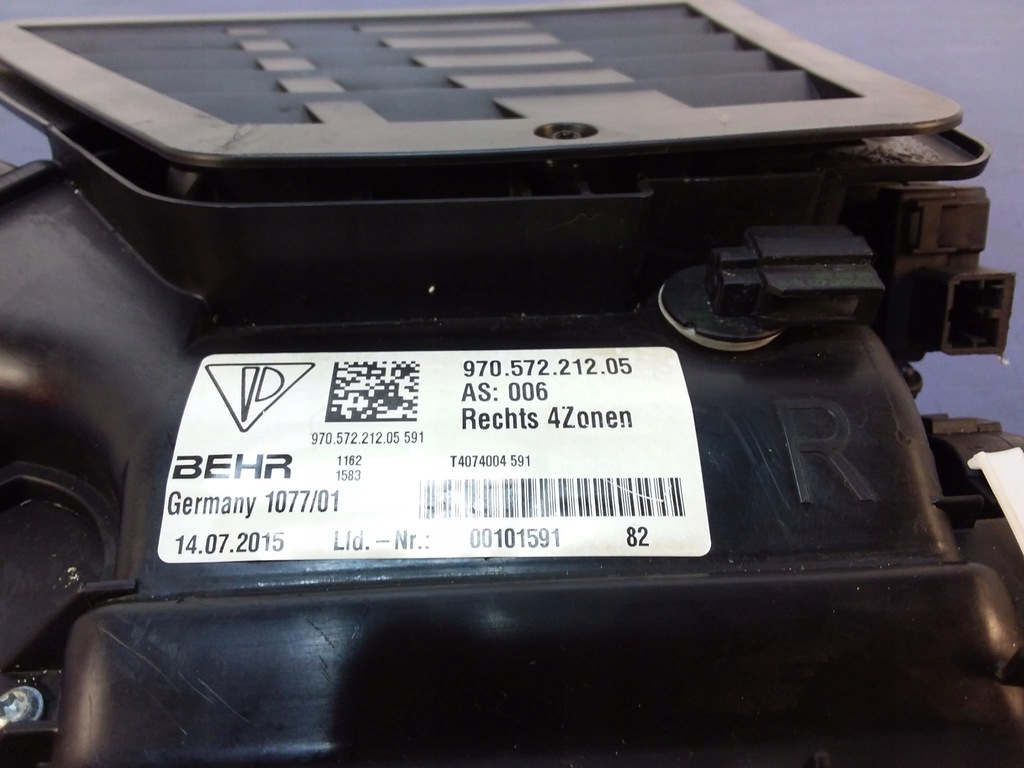 970.572.212.05
AS: 006
Rechts 4Zonen
970.572.212.05 591
BEHR
1162
1583
T4074004 591
Germany 1077/01
14.07.2015 Lfd.-Nr.: 00101591 82
R